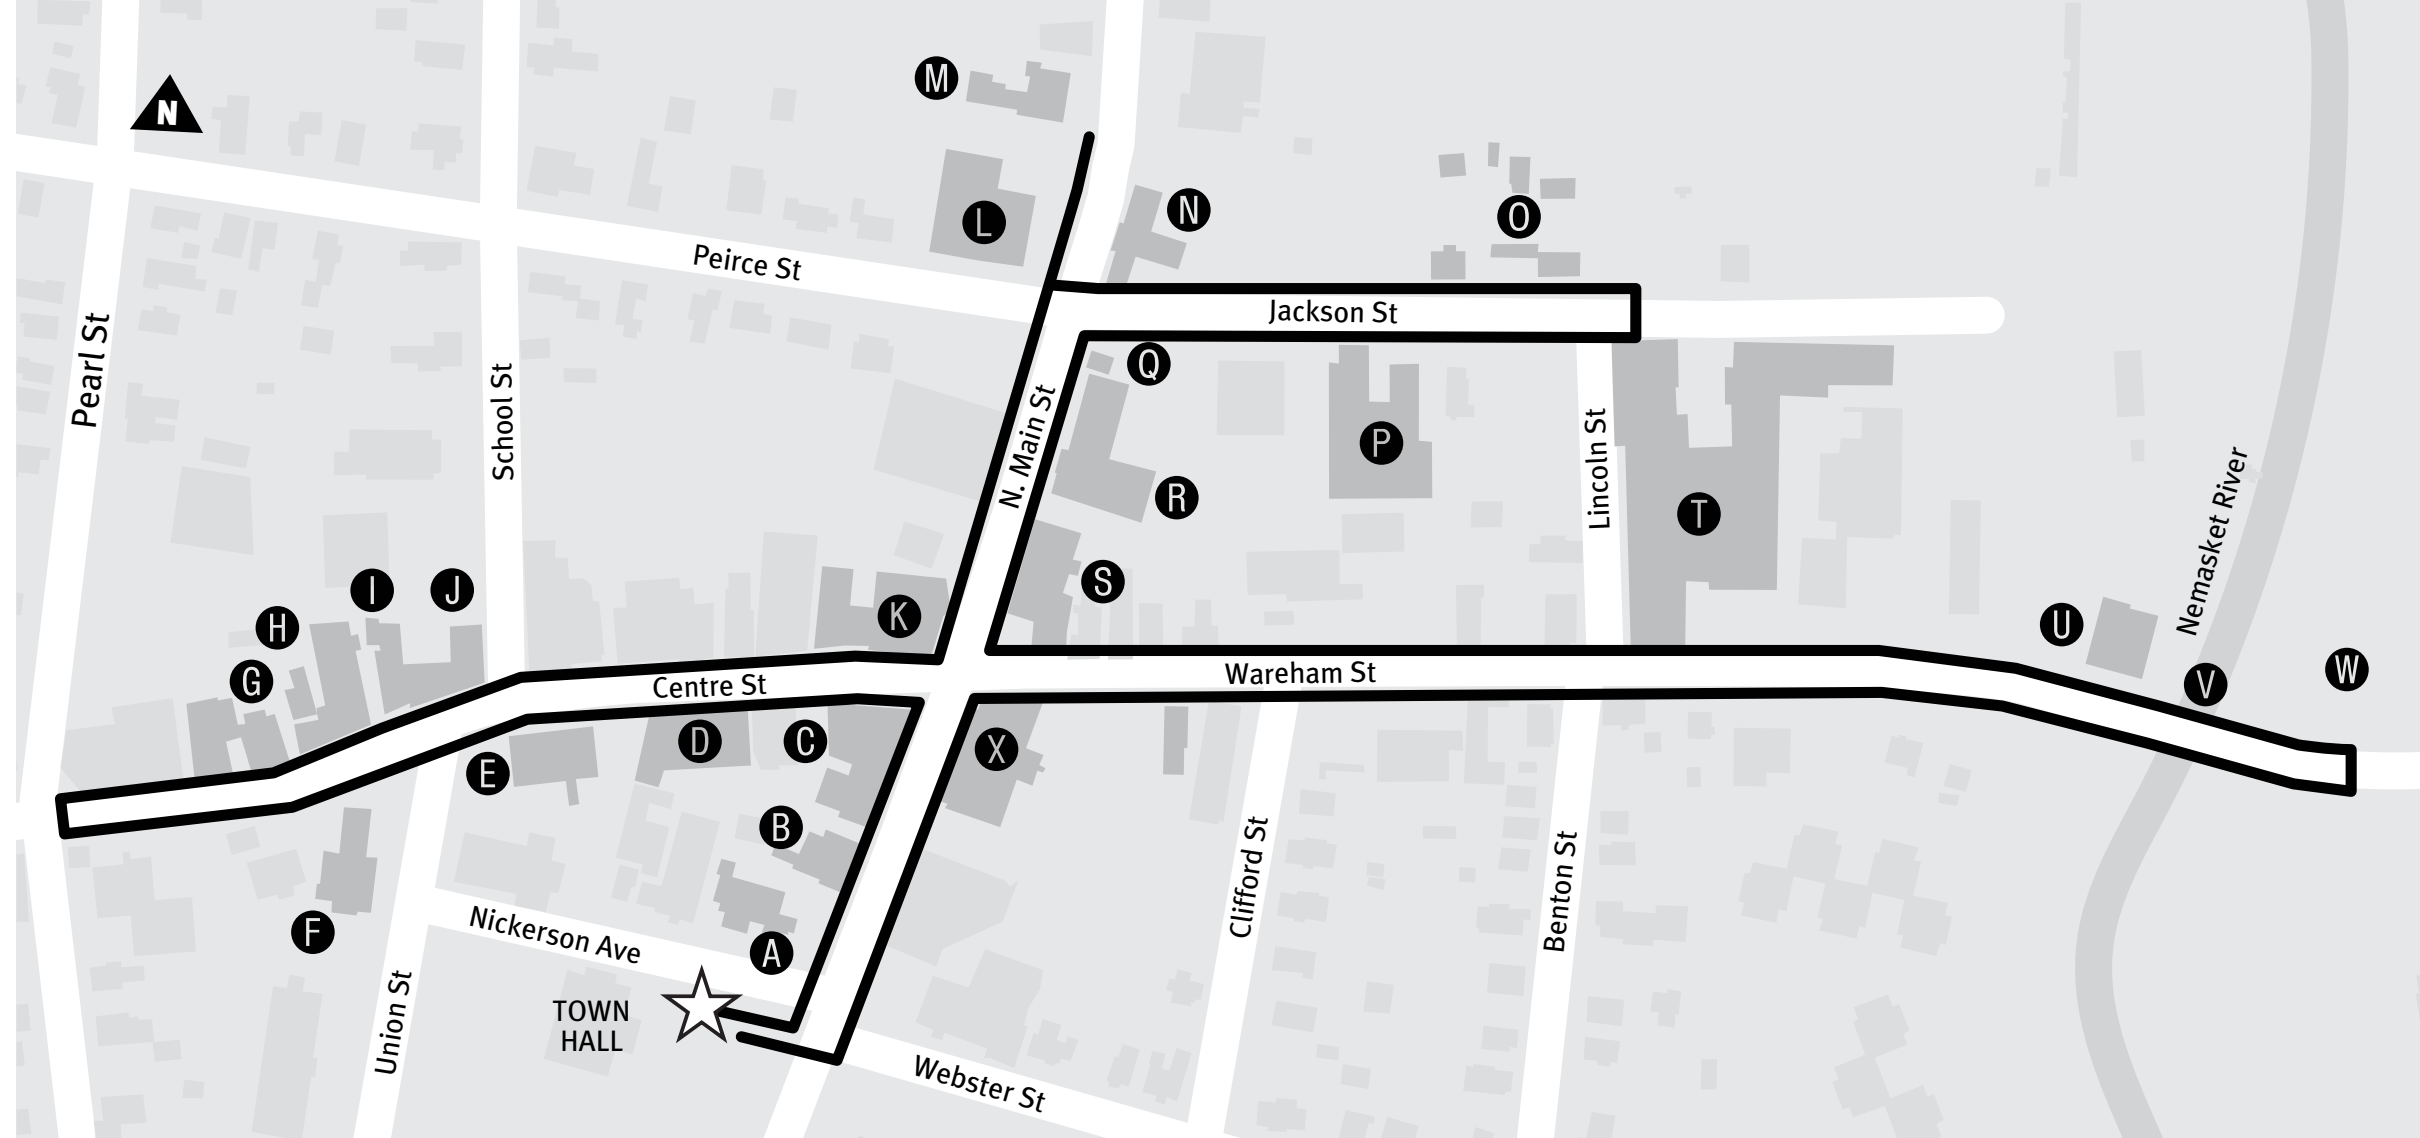 M
N
N
O
L
Peirce St
Jackson St
Pearl St
School St
N. Main St
Q
P
Lincoln St
R
T
Nemasket River
S
I
J
H
K
U
G
Centre St
Wareham St
V
W
E
D
C
X
B
F
A
Nickerson Ave
Clifford St
Benton St
Union St
TOWN
HALL
Webster St